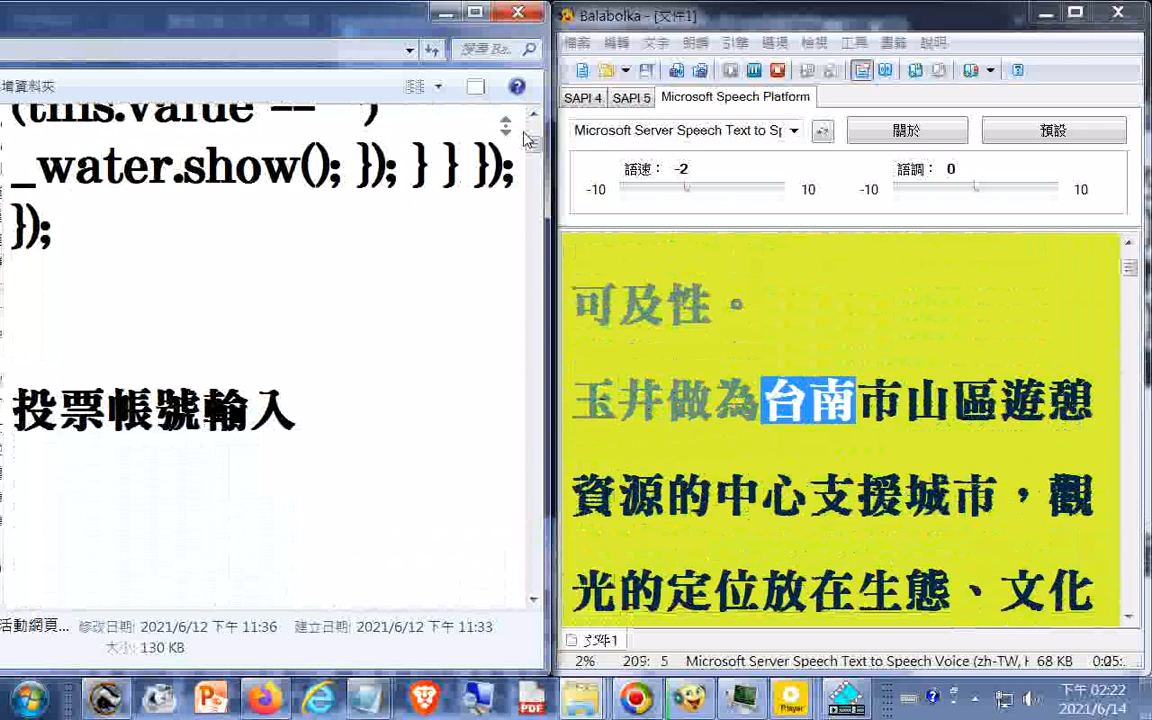 搜尋
增資料夾
(this.value == '')
_water.show(); }); } } });
});
投票帳號輸入
活動網頁... 修改日期: 2021/6/12 下午 11:36 建立日期: 2021/6/12 下午 11:33
大小: 130 KB
Balabolka - [文件1]
檔案 編輯 文字 朗誦 引擎 選項 檢視 工具 書籤 說明
SAPI 4 SAPI 5 Microsoft Speech Platform
Microsoft Server Speech Text to Sp 關於 預設
語速： -2 語調： 0
-10 10 -10 10
可及性。
玉井做為台南市山區遊憩
資源的中心支援城市，觀
光的定位放在生態、文化
文件1
2% 209: 5 Microsoft Server Speech Text to Speech Voice (zh-TW, 68 KB
PDF
Player
下午 02:22
2021/6/14